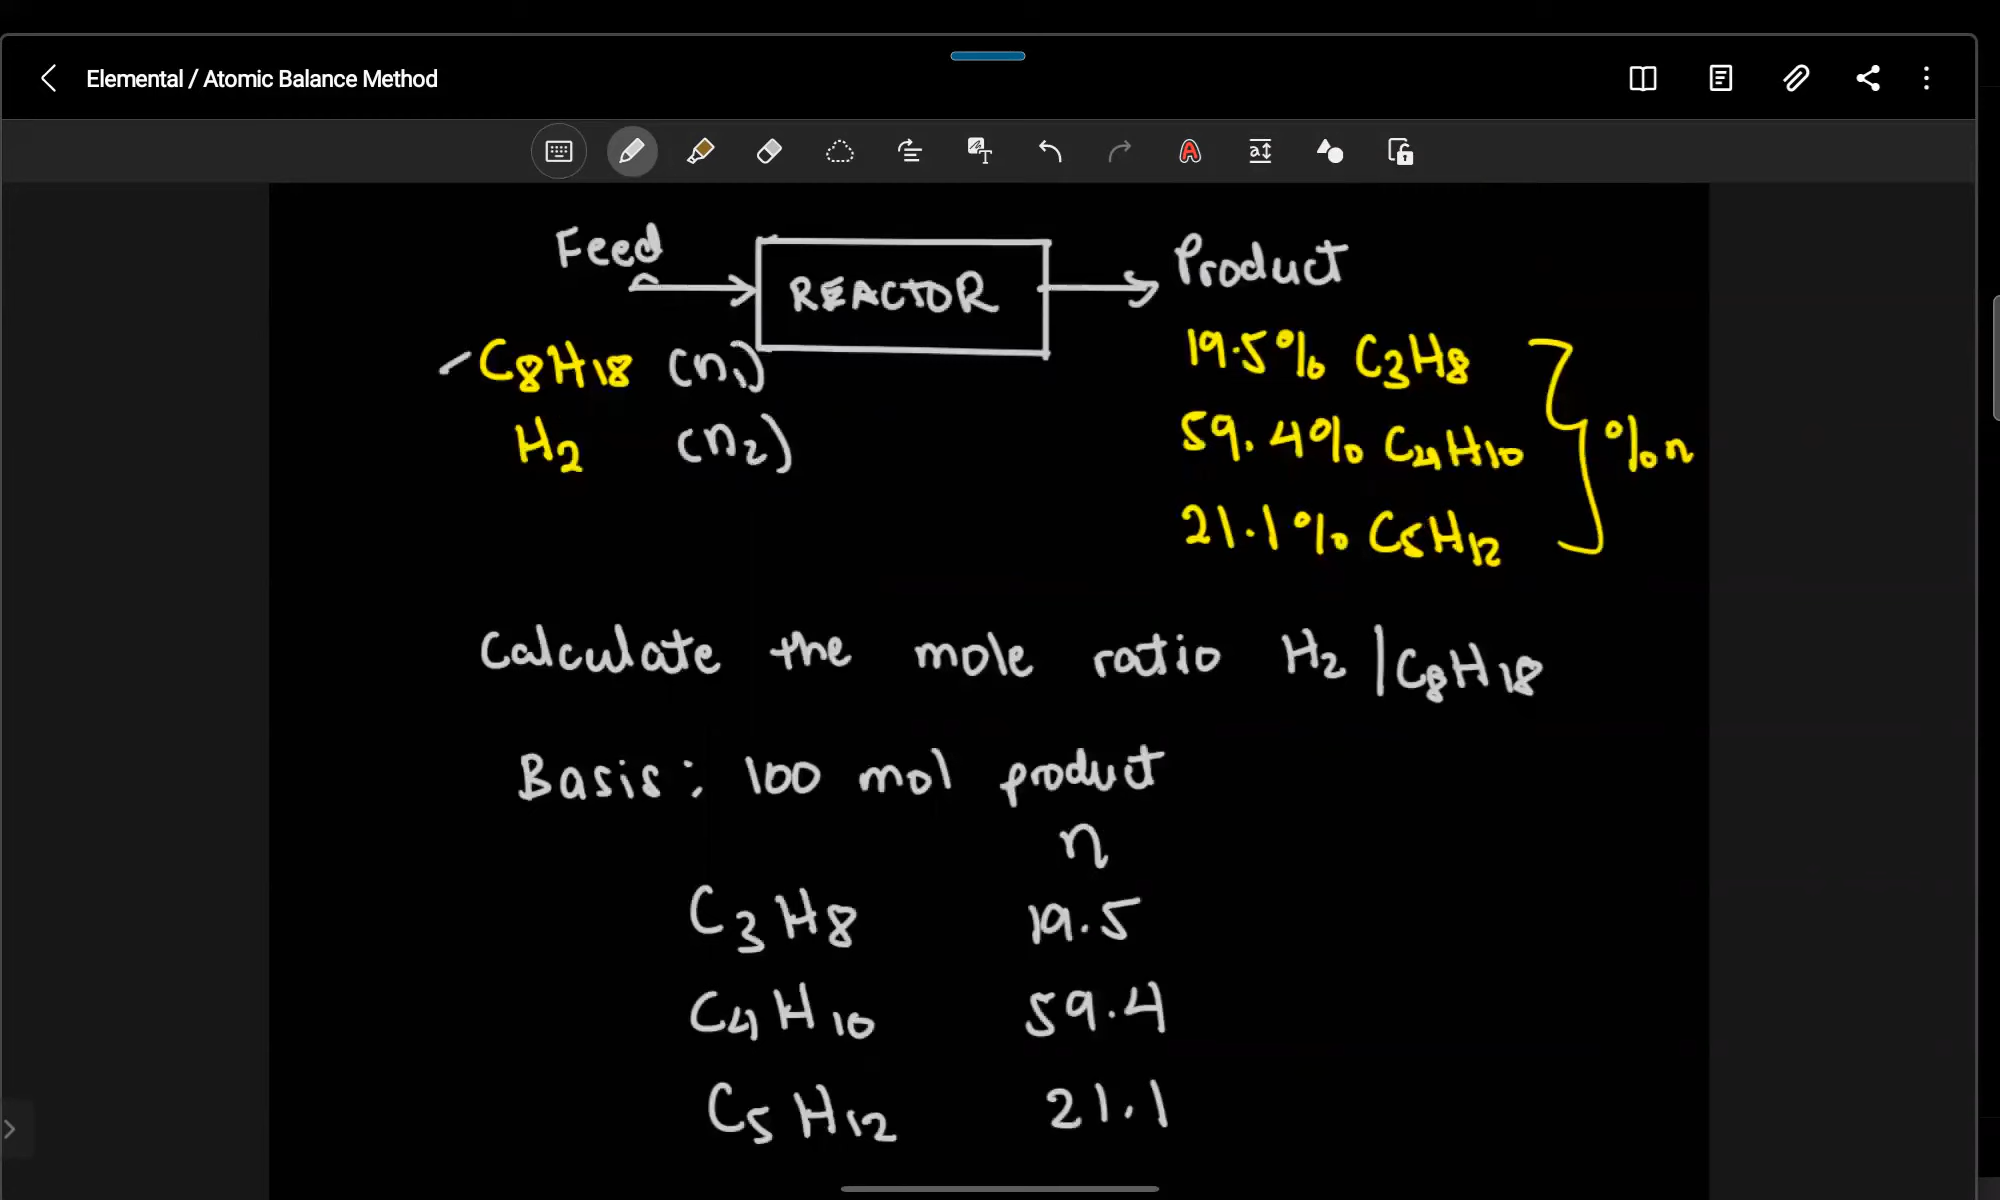 Elemental / Atomic Balance Method
Feed
REACTOR
Product
C8H18 (n1)
H2 (n2)
19.5% C3H8
59.4% C4H10
21.1% C5H12
%n
Calculate the mole ratio H2 / C8H18
Basis: 100 mol product
n
C3H8 19.5
C4H10 59.4
C5H12 21.1